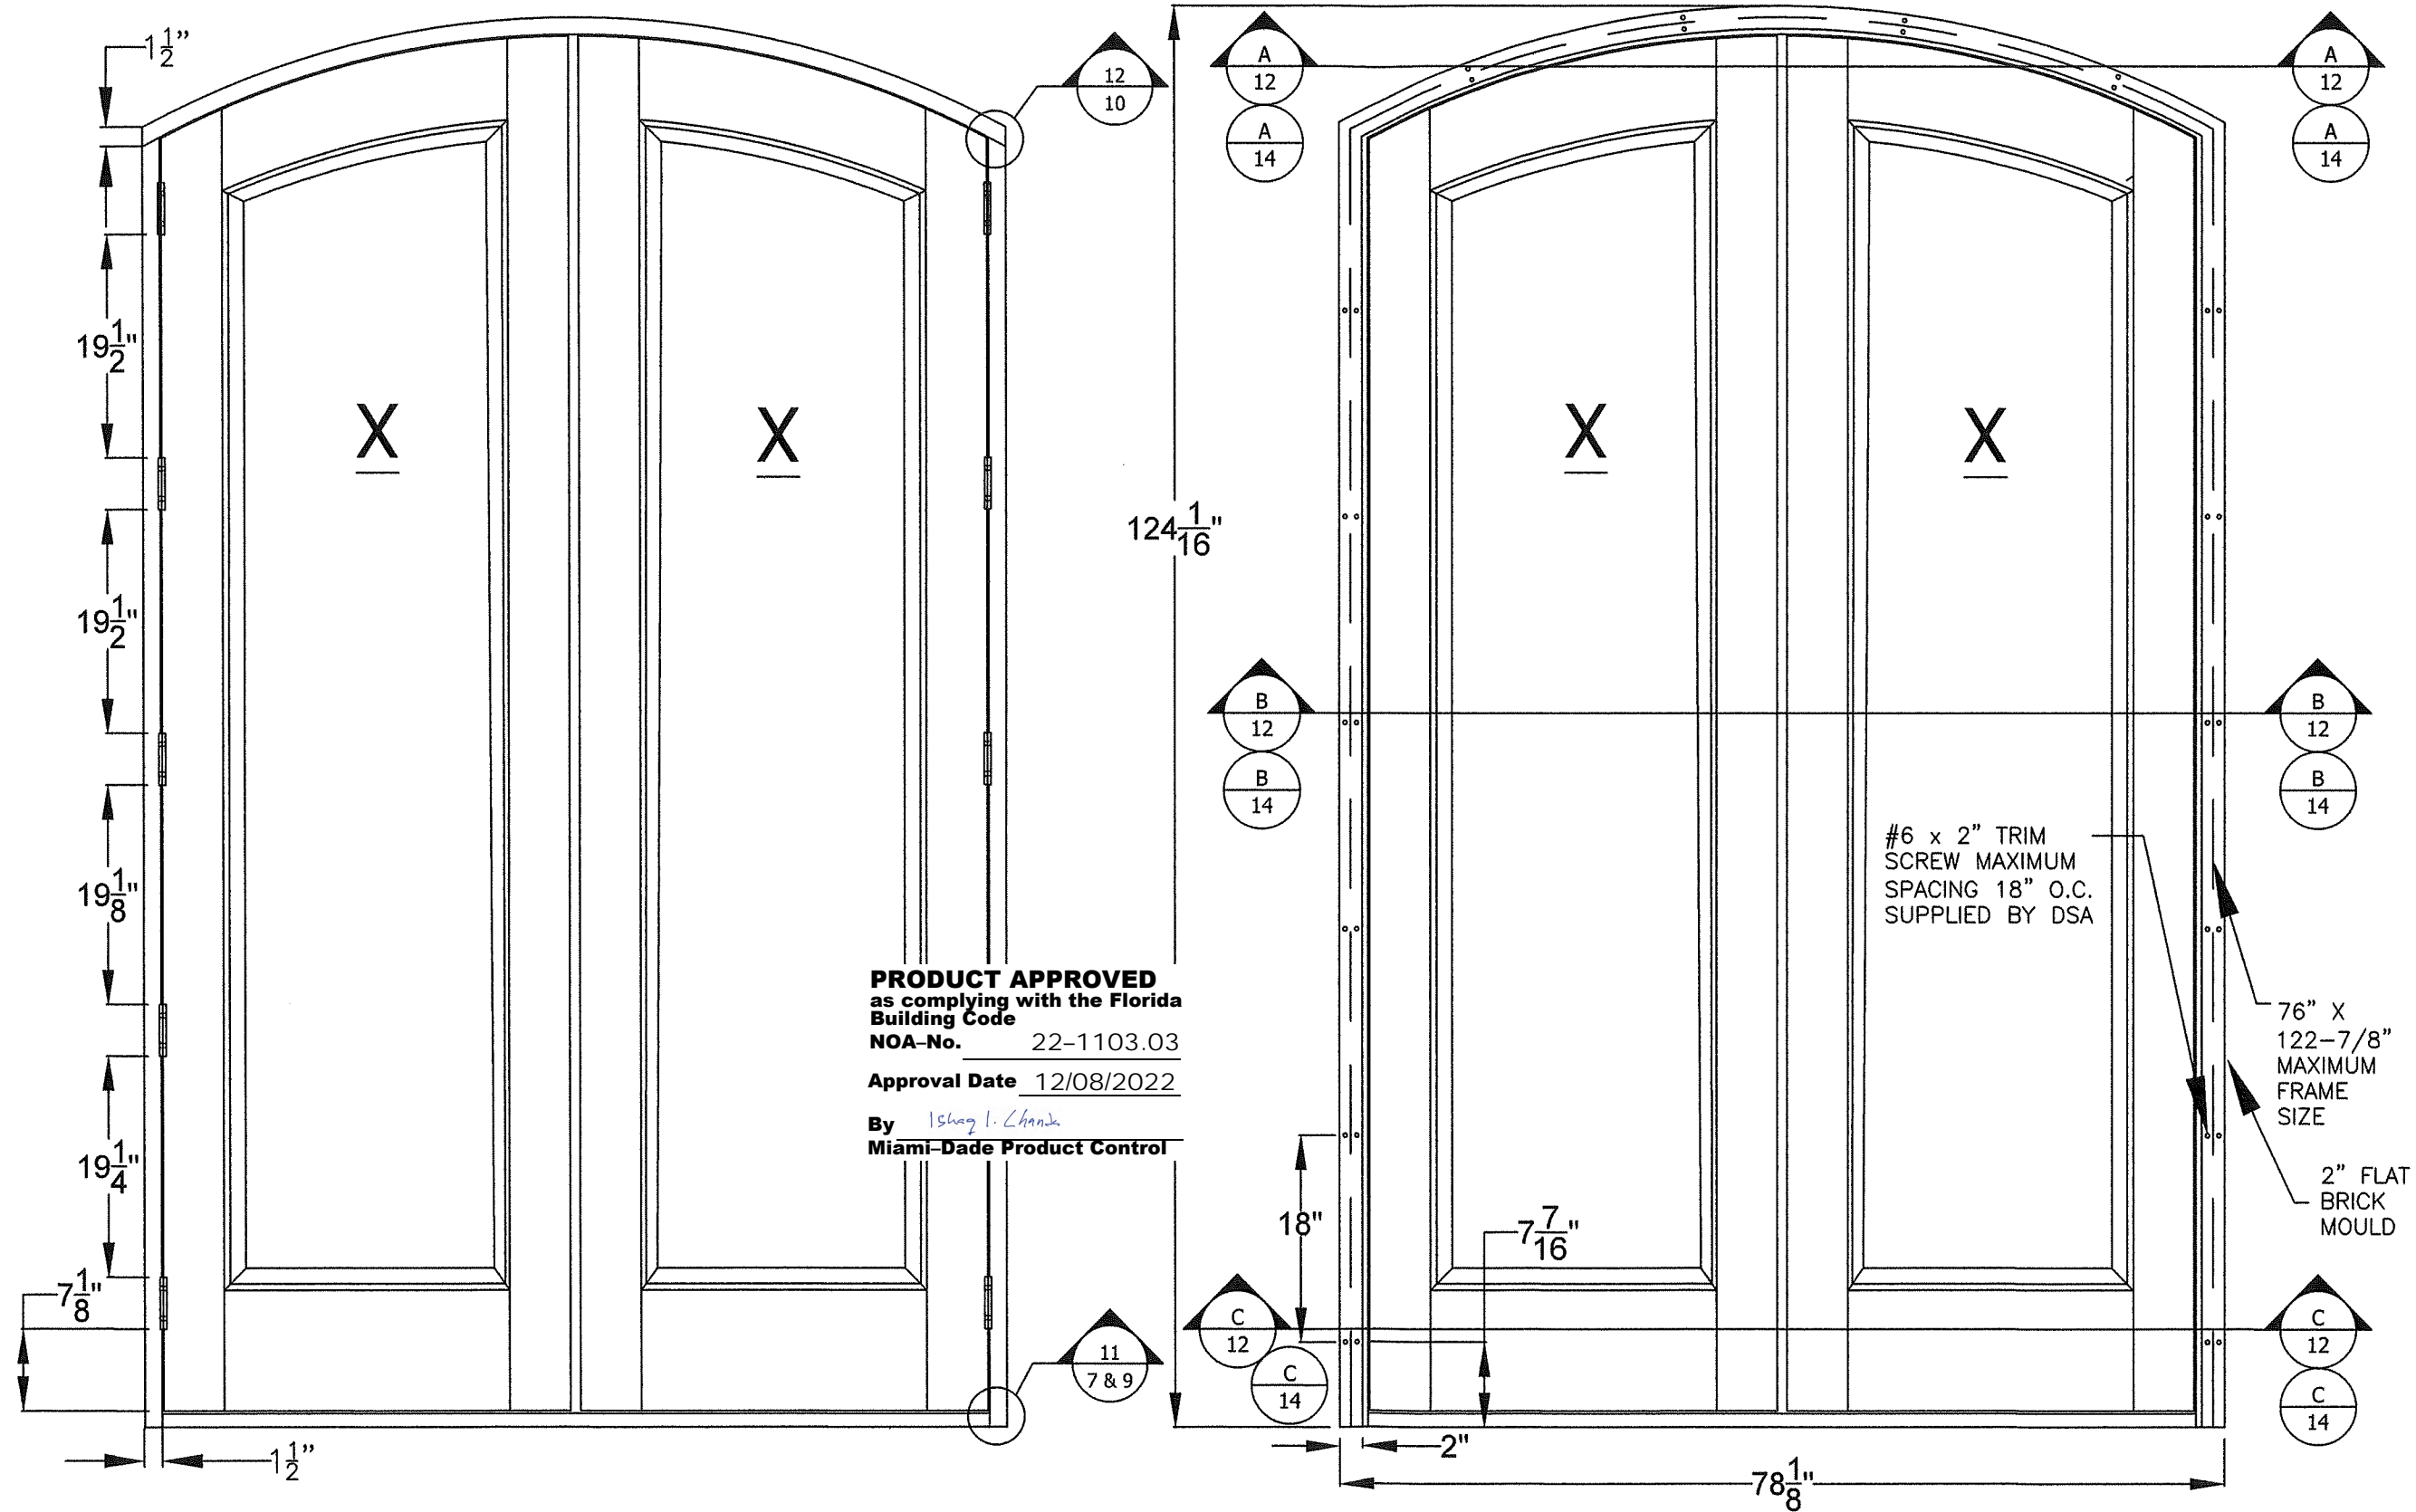 1 1/2"
19 1/2"
19 1/2"
19 1/8"
19 1/4"
7 1/8"
1 1/2"
X
X
12
10
11
7 & 9
PRODUCT APPROVED
as complying with the Florida
Building Code
NOA-No. 22-1103.03
Approval Date 12/08/2022
By
Miami-Dade Product Control
124 1/16"
A
12
A
14
A
12
A
14
X
X
B
12
B
14
B
12
B
14
#6 x 2" TRIM
SCREW MAXIMUM
SPACING 18" O.C.
SUPPLIED BY DSA
76" X
122-7/8"
MAXIMUM
FRAME
SIZE
2" FLAT
BRICK
MOULD
18"
7 7/16"
C
12
C
14
C
12
C
14
2"
78 1/8"